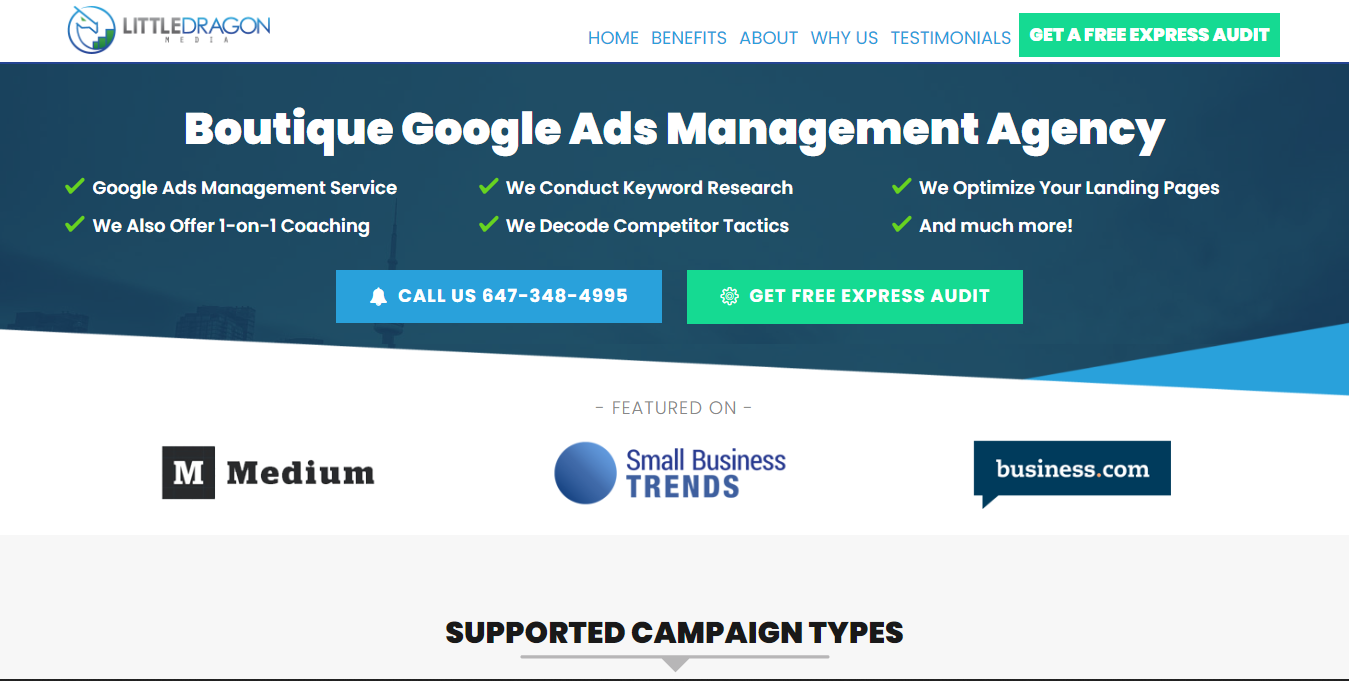 LITTLEDRAGON
MEDIA
HOME BENEFITS ABOUT WHY US TESTIMONIALS GET A FREE EXPRESS AUDIT
Boutique Google Ads Management Agency
Google Ads Management Service We Conduct Keyword Research We Optimize Your Landing Pages
We Also Offer 1-on-1 Coaching We Decode Competitor Tactics And much more!
CALL US 647-348-4995 GET FREE EXPRESS AUDIT
- FEATURED ON -
M Medium Small Business TRENDS business.com
SUPPORTED CAMPAIGN TYPES